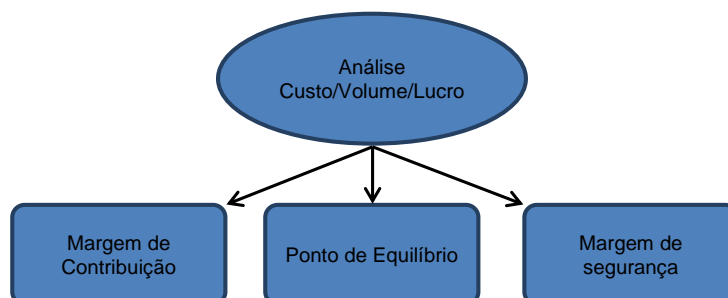 Análise
Custo/Volume/Lucro
Margem de
Contribuição
Ponto de Equilíbrio
Margem de
segurança